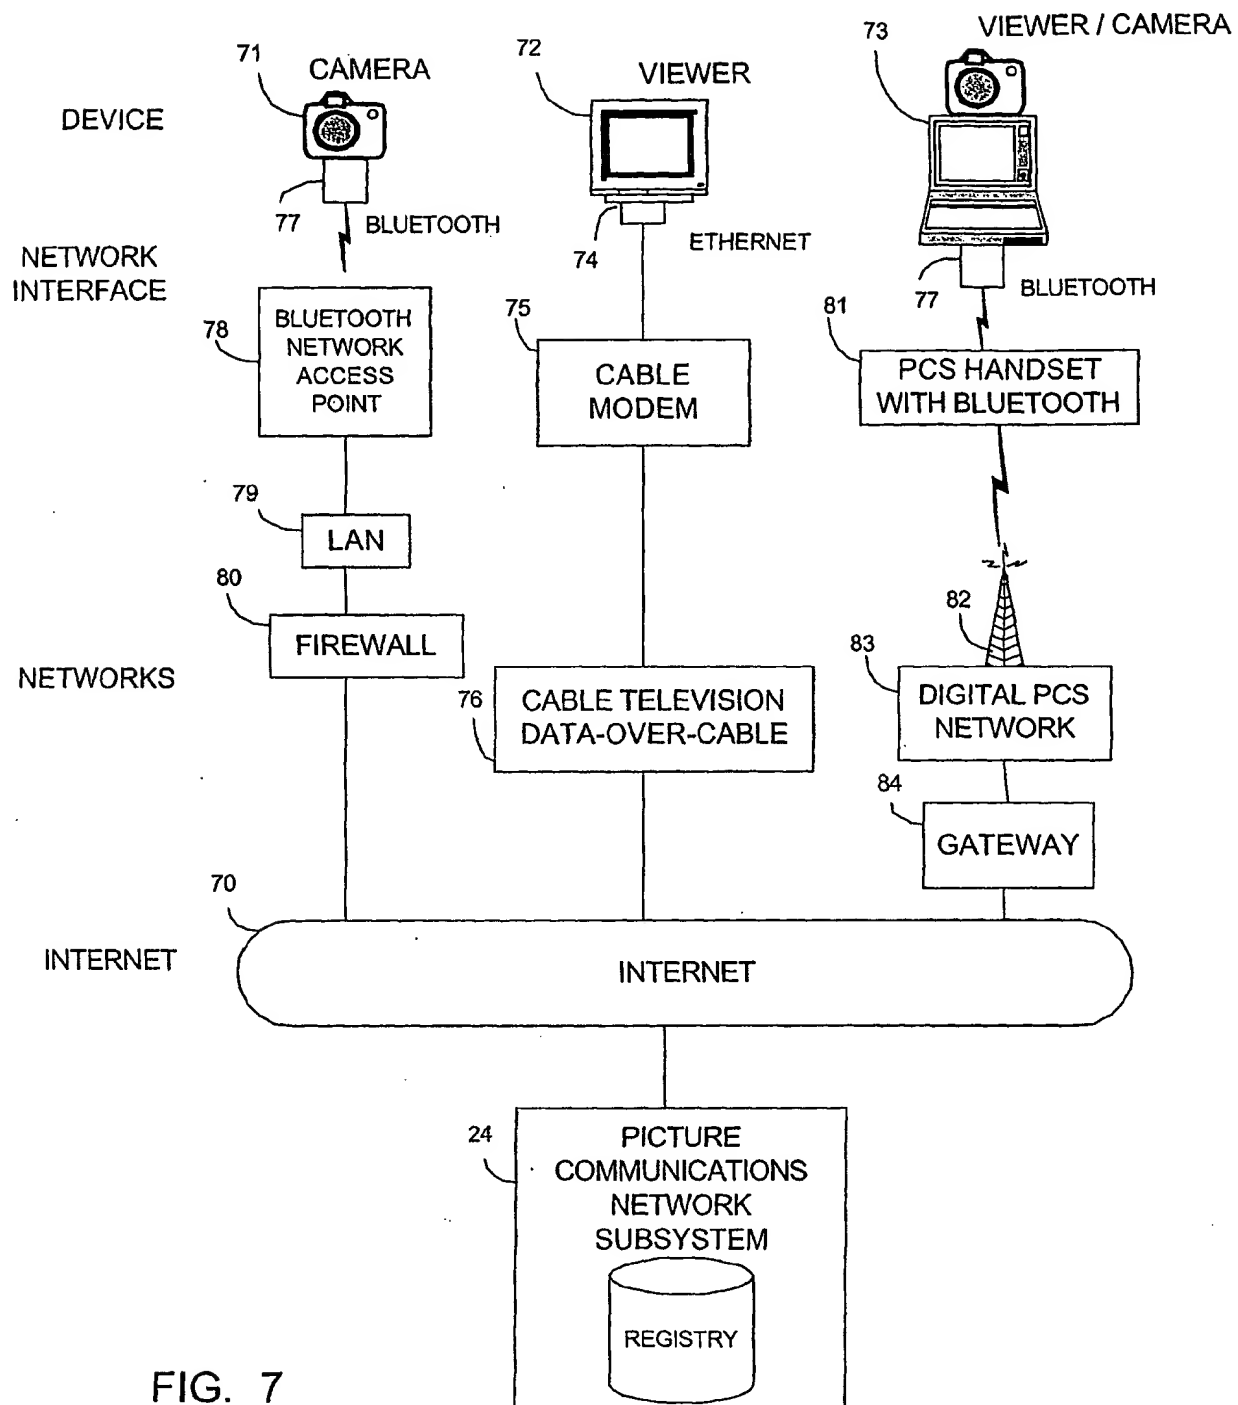 VIEWER / CAMERA
71
72
73
CAMERA
VIEWER
DEVICE
77
BLUETOOTH
74
ETHERNET
77
BLUETOOTH
NETWORK
INTERFACE
78
BLUETOOTH
NETWORK
ACCESS
POINT
75
CABLE
MODEM
81
PCS HANDSET
WITH BLUETOOTH
79
LAN
80
FIREWALL
82
83
NETWORKS
76
CABLE TELEVISION
DATA-OVER-CABLE
DIGITAL PCS
NETWORK
84
GATEWAY
70
INTERNET
INTERNET
24
PICTURE
COMMUNICATIONS
NETWORK
SUBSYSTEM
REGISTRY
FIG. 7